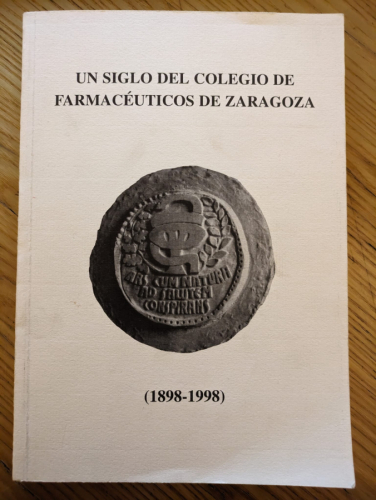 UN SIGLO DEL COLEGIO DE
FARMACÉUTICOS DE ZARAGOZA
ARS CUM NATURA
AD SALUTEM
CONSPIRANS
(1898-1998)